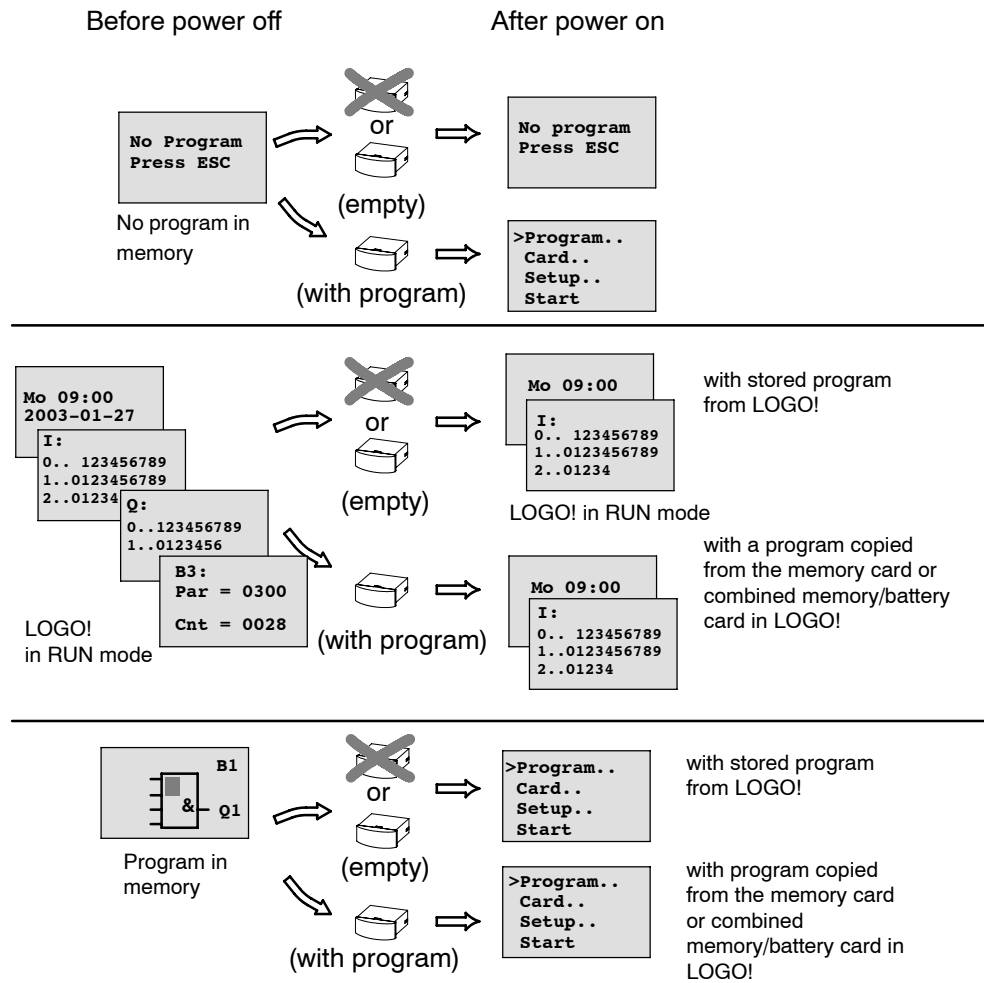 Before power off
After power on
No Program
Press ESC
No program in
memory
or
(empty)
(with program)
No program
Press ESC
>Program..
Card..
Setup..
Start
Mo 09:00
2003-01-27
I:
0.. 123456789
1..0123456789
2..01234
Q:
0..123456789
1..0123456
B3:
Par = 0300
Cnt = 0028
LOGO!
in RUN mode
or
(empty)
(with program)
Mo 09:00
I:
0.. 123456789
1..0123456789
2..01234
LOGO! in RUN mode
with stored program
from LOGO!
Mo 09:00
I:
0.. 123456789
1..0123456789
2..01234
with a program copied
from the memory card or
combined memory/battery
card in LOGO!
B1
&
Q1
Program in
memory
or
(empty)
(with program)
>Program..
Card..
Setup..
Start
with stored program
from LOGO!
>Program..
Card..
Setup..
Start
with program copied
from the memory card
or combined
memory/battery card in
LOGO!